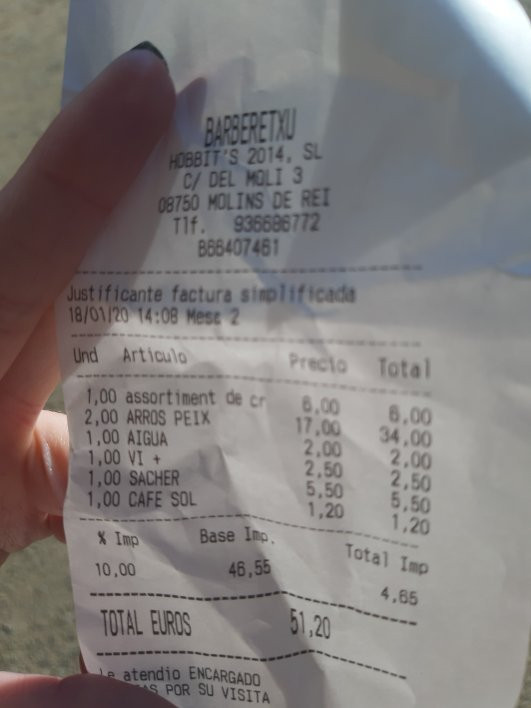 BARBERETXU
HOBBIT'S 2014, SL
C/ DEL MOLI 3
08750 MOLINS DE REI
Tlf. 936686772
B66407461
Justificante factura simplificada
18/01/20 14:08 Mesa 2
Und Artículo Precio Total
1,00 assortiment de cr 6,00 6,00
2,00 ARROS PEIX 17,00 34,00
1,00 AIGUA 2,00 2,00
1,00 VI + 2,50 2,50
1,00 SACHER 5,50 5,50
1,00 CAFE SOL 1,20 1,20
% Imp Base Imp. Total Imp
10,00 46,55 4,65
TOTAL EUROS 51,20
Le atendio ENCARGADO
POR SU VISITA